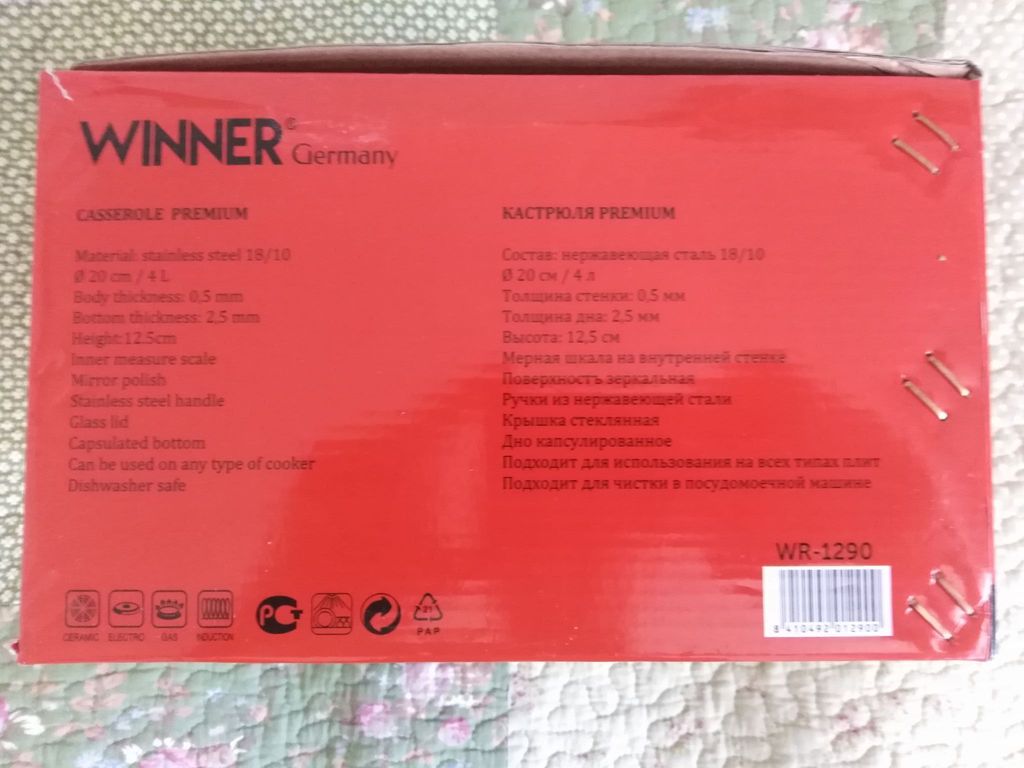 WINNER®
Germany
CASSEROLE PREMIUM
Material: stainless steel 18/10
Ø 20 cm / 4 L
Body thickness: 0,5 mm
Bottom thickness: 2,5 mm
Height:12.5cm
Inner measure scale
Mirror polish
Stainless steel handle
Glass lid
Capsulated bottom
Can be used on any type of cooker
Dishwasher safe
КАСТРЮЛЯ PREMIUM
Состав: нержавеющая сталь 18/10
Ø 20 см / 4 л
Толщина стенки: 0,5 мм
Толщина дна: 2,5 мм
Высота: 12,5 см
Мерная шкала на внутренней стенке
Поверхность зеркальная
Ручки из нержавеющей стали
Крышка стеклянная
Дно капсулированное
Подходит для использования на всех типах плит
Подходит для чистки в посудомоечной машине
WR-1290
8 410492 012900
CERAMIC ELECTRO GAS INDUCTION
РСТ
21
PAP